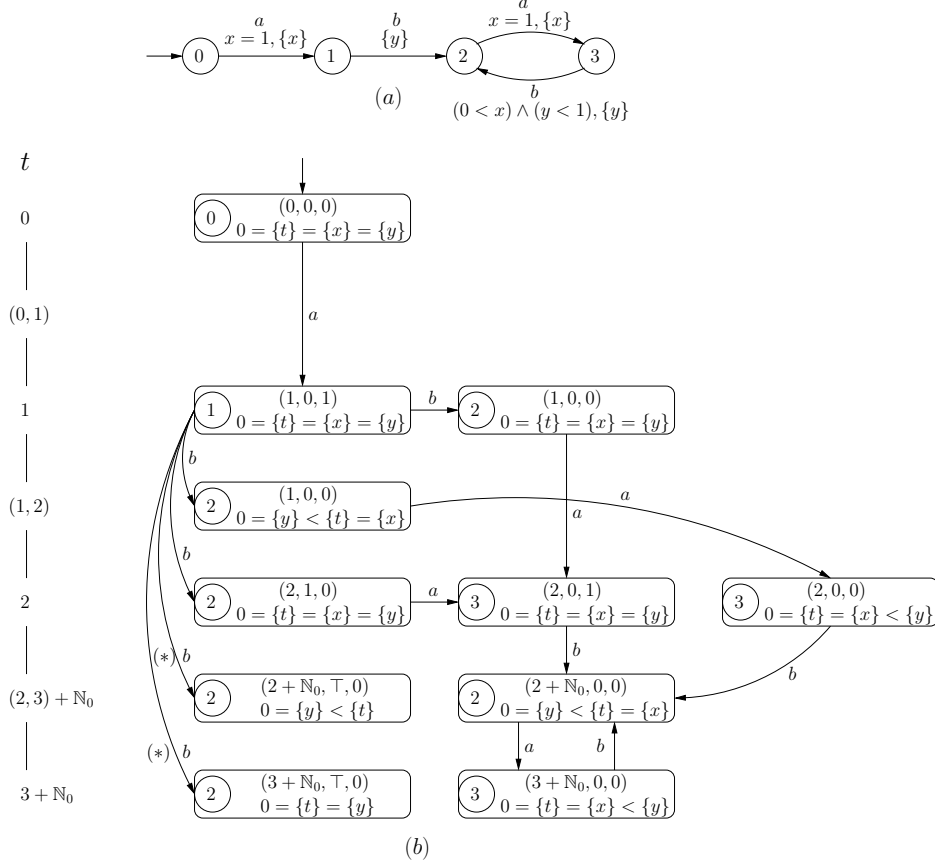 a
x = 1, {x}
b
{y}
a
x = 1, {x}
0
1
2
3
b
(0 < x) ∧ (y < 1), {y}
(a)
t
0
0
(0, 0, 0)
0 = {t} = {x} = {y}
(0, 1)
a
1
1
(1, 0, 1)
0 = {t} = {x} = {y}
b
2
(1, 0, 0)
0 = {t} = {x} = {y}
b
(1, 2)
2
(1, 0, 0)
0 = {y} < {t} = {x}
a
a
b
2
2
(2, 1, 0)
0 = {t} = {x} = {y}
a
3
(2, 0, 1)
0 = {t} = {x} = {y}
3
(2, 0, 0)
0 = {t} = {x} < {y}
(∗) b
b
b
(2, 3) + ℕ₀
2
(2 + ℕ₀, ⊤, 0)
0 = {y} < {t}
2
(2 + ℕ₀, 0, 0)
0 = {y} < {t} = {x}
(∗) b
a
b
3 + ℕ₀
2
(3 + ℕ₀, ⊤, 0)
0 = {t} = {y}
3
(3 + ℕ₀, 0, 0)
0 = {t} = {x} < {y}
(b)